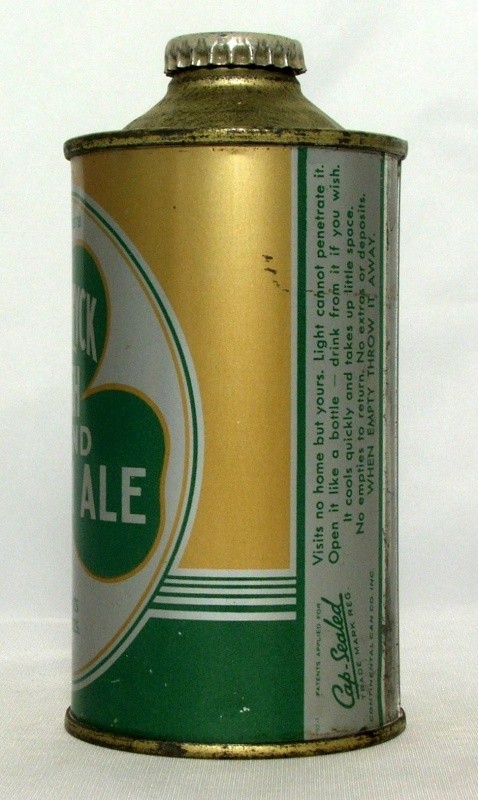 ALE
Visits no home but yours. Light cannot penetrate it.
Open it like a bottle — drink from it if you wish.
It cools quickly and takes up little space.
No empties to return. No extras or deposits.
WHEN EMPTY THROW IT AWAY.
PATENTS APPLIED FOR
Cap-Sealed
TRADE MARK REG.
CONTINENTAL CAN CO. INC.